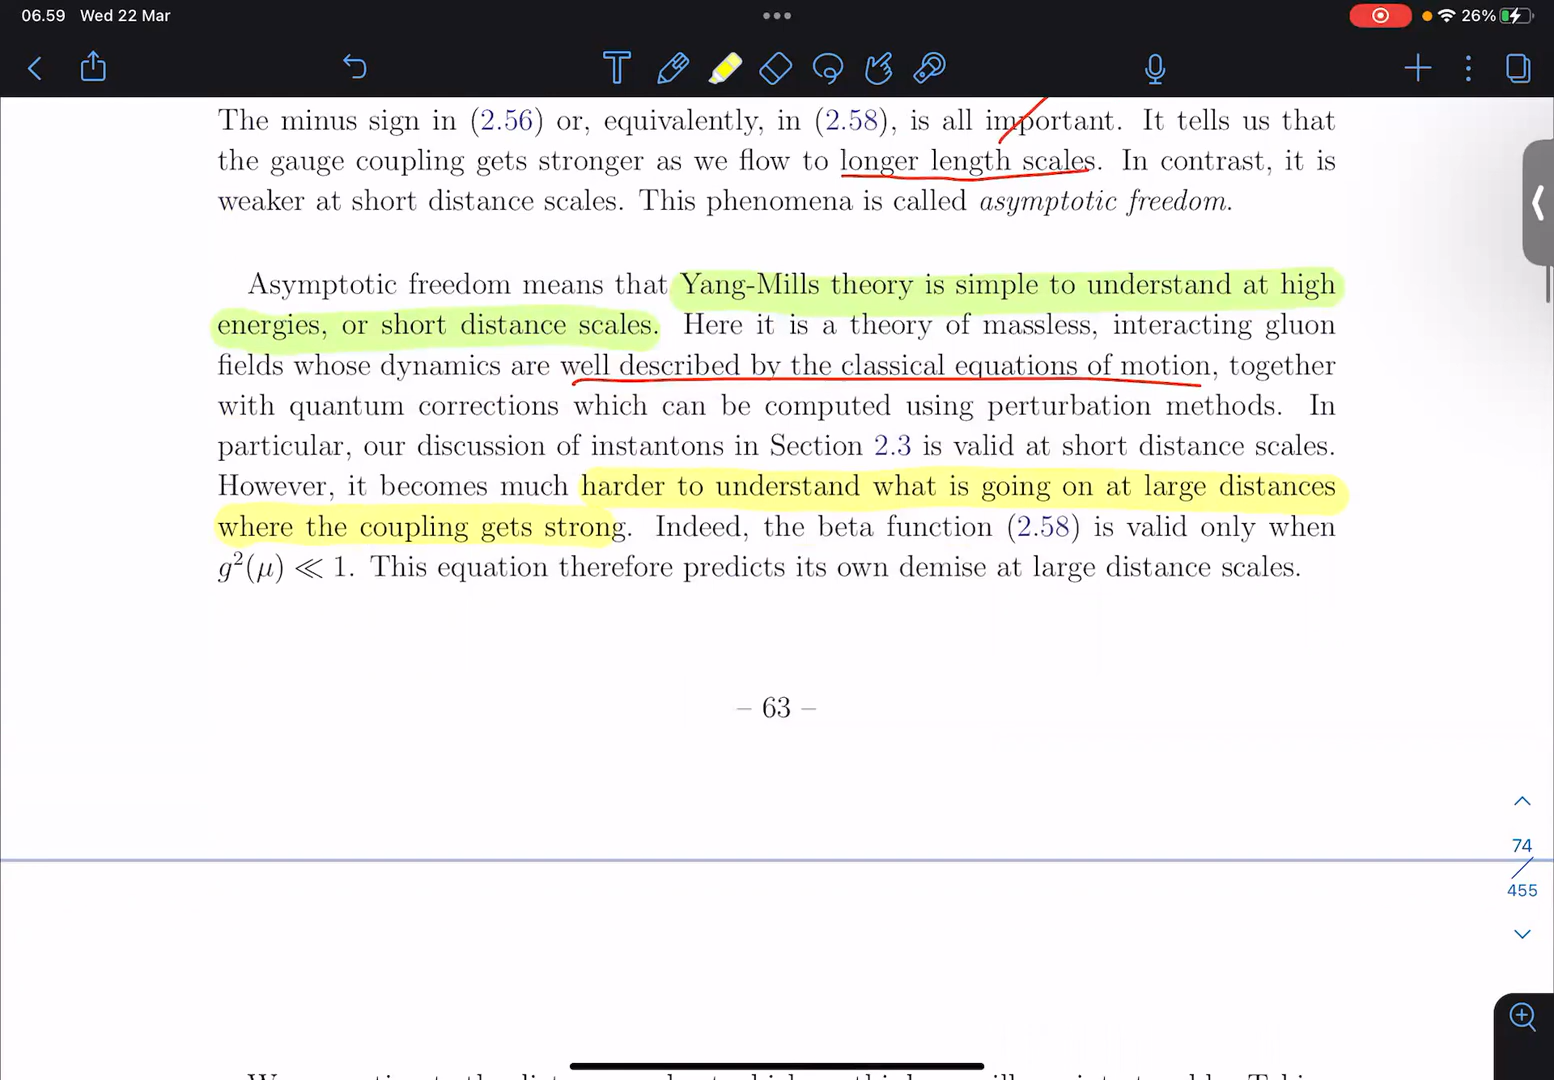 06.59 Wed 22 Mar
26%
T
The minus sign in (2.56) or, equivalently, in (2.58), is all important. It tells us that
the gauge coupling gets stronger as we flow to longer length scales. In contrast, it is
weaker at short distance scales. This phenomena is called asymptotic freedom.
Asymptotic freedom means that Yang-Mills theory is simple to understand at high
energies, or short distance scales. Here it is a theory of massless, interacting gluon
fields whose dynamics are well described by the classical equations of motion, together
with quantum corrections which can be computed using perturbation methods. In
particular, our discussion of instantons in Section 2.3 is valid at short distance scales.
However, it becomes much harder to understand what is going on at large distances
where the coupling gets strong. Indeed, the beta function (2.58) is valid only when
g²(μ) ≪ 1. This equation therefore predicts its own demise at large distance scales.
– 63 –
74
455